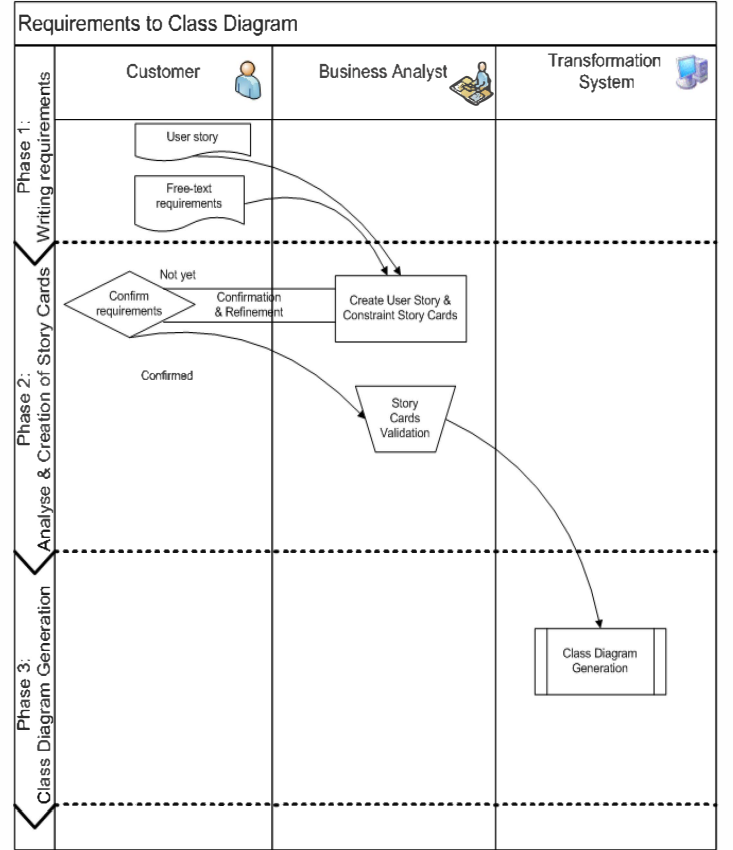 Requirements to Class Diagram
Customer
Business Analyst
Transformation
System
Phase 1:
Writing requirements
User story
Free-text
requirements
Phase 2:
Analyse & Creation of Story Cards
Not yet
Confirm
requirements
Confirmation
& Refinement
Create User Story &
Constraint Story Cards
Confirmed
Story
Cards
Validation
Phase 3:
Class Diagram Generation
Class Diagram
Generation